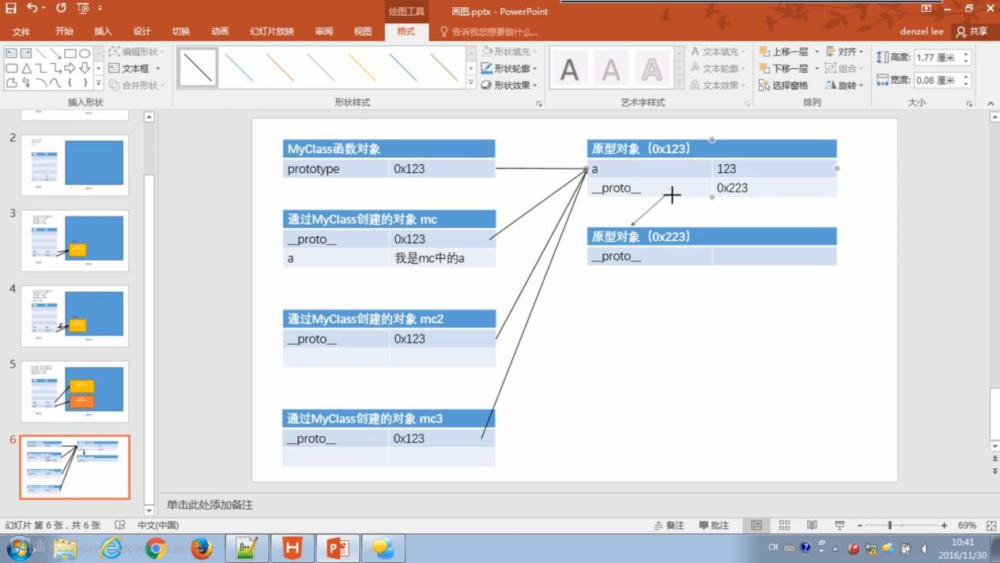 绘图工具
画图.pptx - PowerPoint
文件 开始 插入 设计 切换 动画 幻灯片放映 审阅 视图 格式 告诉我您想要做什么... denzel lee 共享
编辑形状
文本框
合并形状
插入形状
形状填充
形状轮廓
形状效果
形状样式
A A A
A 文本填充
A 文本轮廓
A 文本效果
艺术字样式
上移一层 对齐
下移一层 组合
选择窗格 旋转
排列
高度: 1.77 厘米
宽度: 0.08 厘米
大小
2
3
4
5
6
MyClass函数对象
prototype 0x123
通过MyClass创建的对象 mc
__proto__ 0x123
a 我是mc中的a
通过MyClass创建的对象 mc2
__proto__ 0x123
通过MyClass创建的对象 mc3
__proto__ 0x123
原型对象（0x123）
a 123
__proto__ 0x223
原型对象（0x223）
__proto__
单击此处添加备注
幻灯片 第 6 张，共 6 张 中文(中国) 备注 批注 69%
CH
10:41
2016/11/30